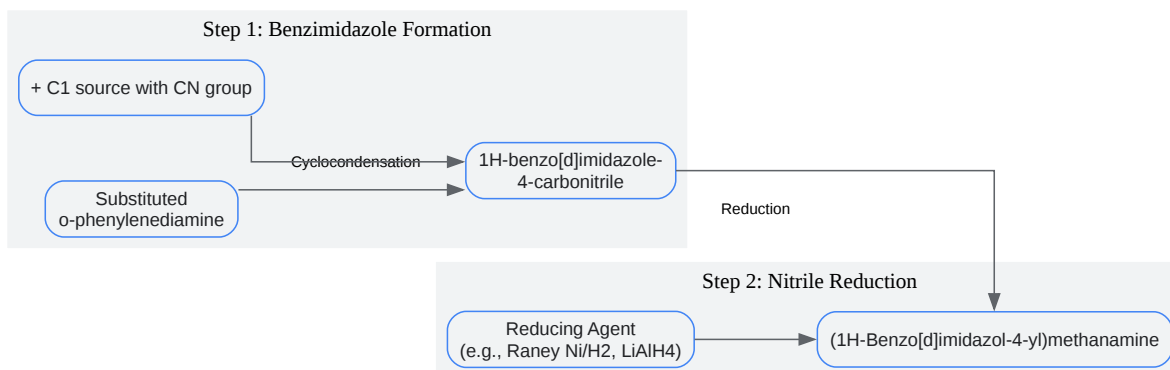 Step 1: Benzimidazole Formation
+ C1 source with CN group
Cyclocondensation
1H-benzo[d]imidazole-
4-carbonitrile
Substituted
o-phenylenediamine
Reduction
Step 2: Nitrile Reduction
Reducing Agent
(e.g., Raney Ni/H2, LiAlH4)
(1H-Benzo[d]imidazol-4-yl)methanamine